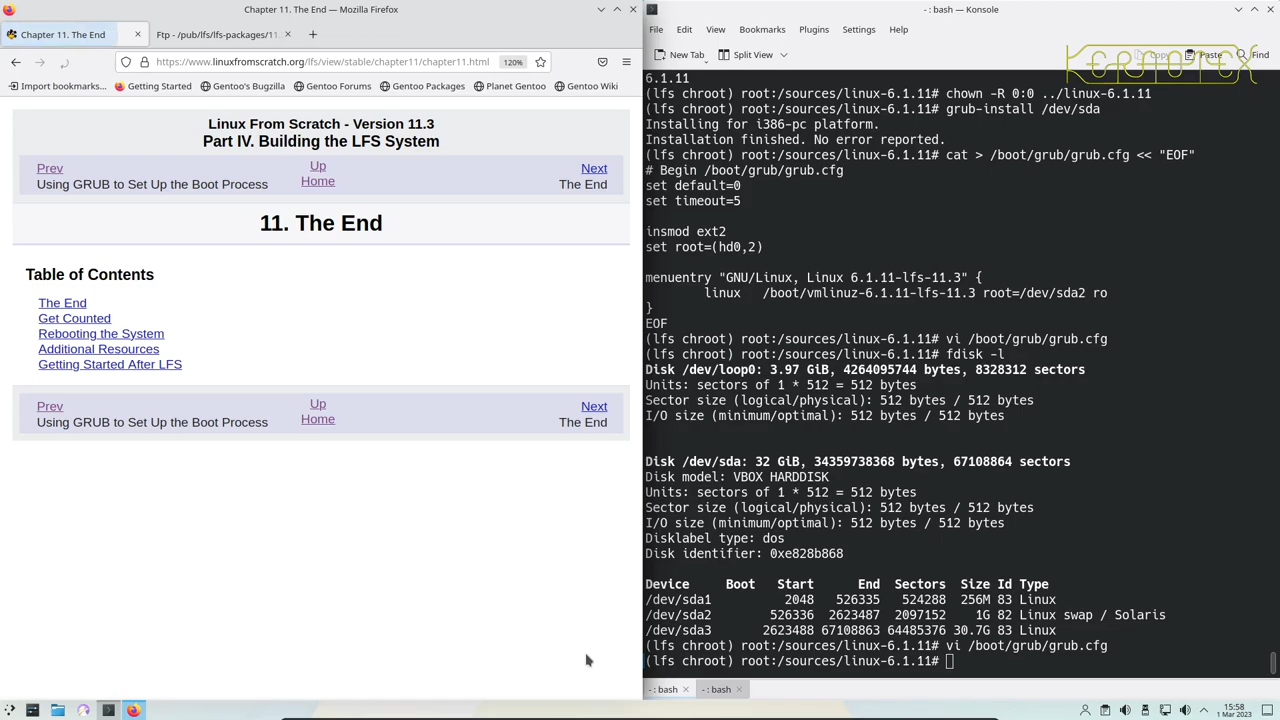 Chapter 11. The End — Mozilla Firefox
Chapter 11. The End
Ftp - /pub/lfs/lfs-packages/11.
https://www.linuxfromscratch.org/lfs/view/stable/chapter11/chapter1
120%
Import bookmarks...
Getting Started
Gentoo's Bugzilla
Gentoo Forums
Gentoo Packages
Planet Gentoo
Gentoo Wiki
Linux From Scratch - Version 11.3
Part IV. Building the LFS System
Prev
Up
Next
Using GRUB to Set Up the Boot Process
Home
The End
11. The End
Table of Contents
The End
Get Counted
Rebooting the System
Additional Resources
Getting Started After LFS
Prev
Up
Next
Using GRUB to Set Up the Boot Process
Home
The End
- : bash — Konsole
File Edit View Bookmarks Plugins Settings Help
New Tab Split View Copy Paste Find
KERNOTEX
6.1.11
(lfs chroot) root:/sources/linux-6.1.11# chown -R 0:0 ../linux-6.1.11
(lfs chroot) root:/sources/linux-6.1.11# grub-install /dev/sda
Installing for i386-pc platform.
Installation finished. No error reported.
(lfs chroot) root:/sources/linux-6.1.11# cat > /boot/grub/grub.cfg << "EOF"
# Begin /boot/grub/grub.cfg
set default=0
set timeout=5
insmod ext2
set root=(hd0,2)
menuentry "GNU/Linux, Linux 6.1.11-lfs-11.3" {
linux /boot/vmlinuz-6.1.11-lfs-11.3 root=/dev/sda2 ro
}
EOF
(lfs chroot) root:/sources/linux-6.1.11# vi /boot/grub/grub.cfg
(lfs chroot) root:/sources/linux-6.1.11# fdisk -l
Disk /dev/loop0: 3.97 GiB, 4264095744 bytes, 8328312 sectors
Units: sectors of 1 * 512 = 512 bytes
Sector size (logical/physical): 512 bytes / 512 bytes
I/O size (minimum/optimal): 512 bytes / 512 bytes
Disk /dev/sda: 32 GiB, 34359738368 bytes, 67108864 sectors
Disk model: VBOX HARDDISK
Units: sectors of 1 * 512 = 512 bytes
Sector size (logical/physical): 512 bytes / 512 bytes
I/O size (minimum/optimal): 512 bytes / 512 bytes
Disklabel type: dos
Disk identifier: 0xe828b868
Device Boot Start End Sectors Size Id Type
/dev/sda1 2048 526335 524288 256M 83 Linux
/dev/sda2 526336 2623487 2097152 1G 82 Linux swap / Solaris
/dev/sda3 2623488 67108863 64485376 30.7G 83 Linux
(lfs chroot) root:/sources/linux-6.1.11# vi /boot/grub/grub.cfg
(lfs chroot) root:/sources/linux-6.1.11#
- : bash
- : bash
15:58
1 Mar 2023